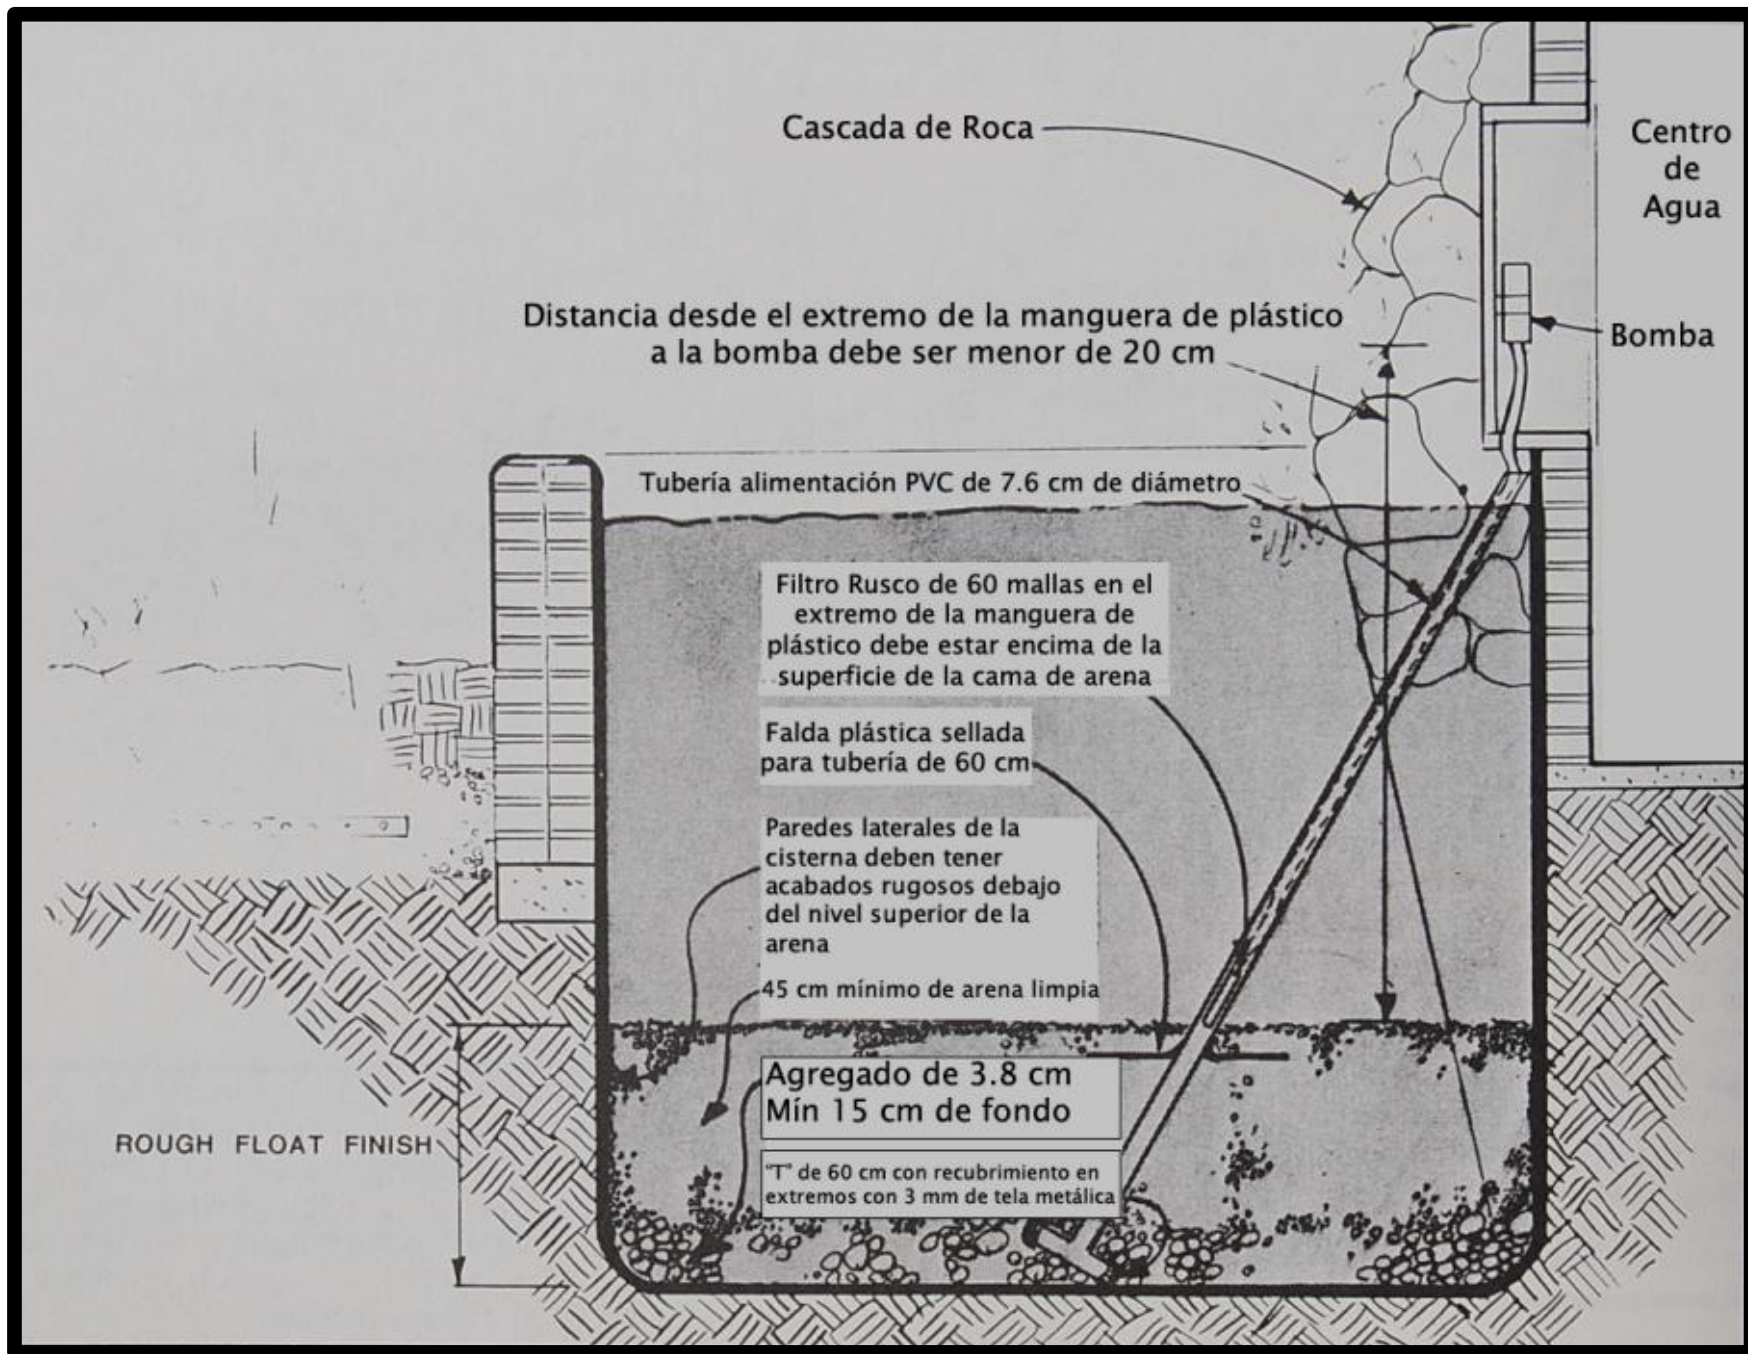 Cascada de Roca
Centro
de
Agua
Distancia desde el extremo de la manguera de plástico
a la bomba debe ser menor de 20 cm
Bomba
Tubería alimentación PVC de 7.6 cm de diámetro
Filtro Rusco de 60 mallas en el
extremo de la manguera de
plástico debe estar encima de la
superficie de la cama de arena
Falda plástica sellada
para tubería de 60 cm
Paredes laterales de la
cisterna deben tener
acabados rugosos debajo
del nivel superior de la
arena
45 cm mínimo de arena limpia
Agregado de 3.8 cm
Mín 15 cm de fondo
ROUGH FLOAT FINISH
"T" de 60 cm con recubrimiento en
extremos con 3 mm de tela metálica